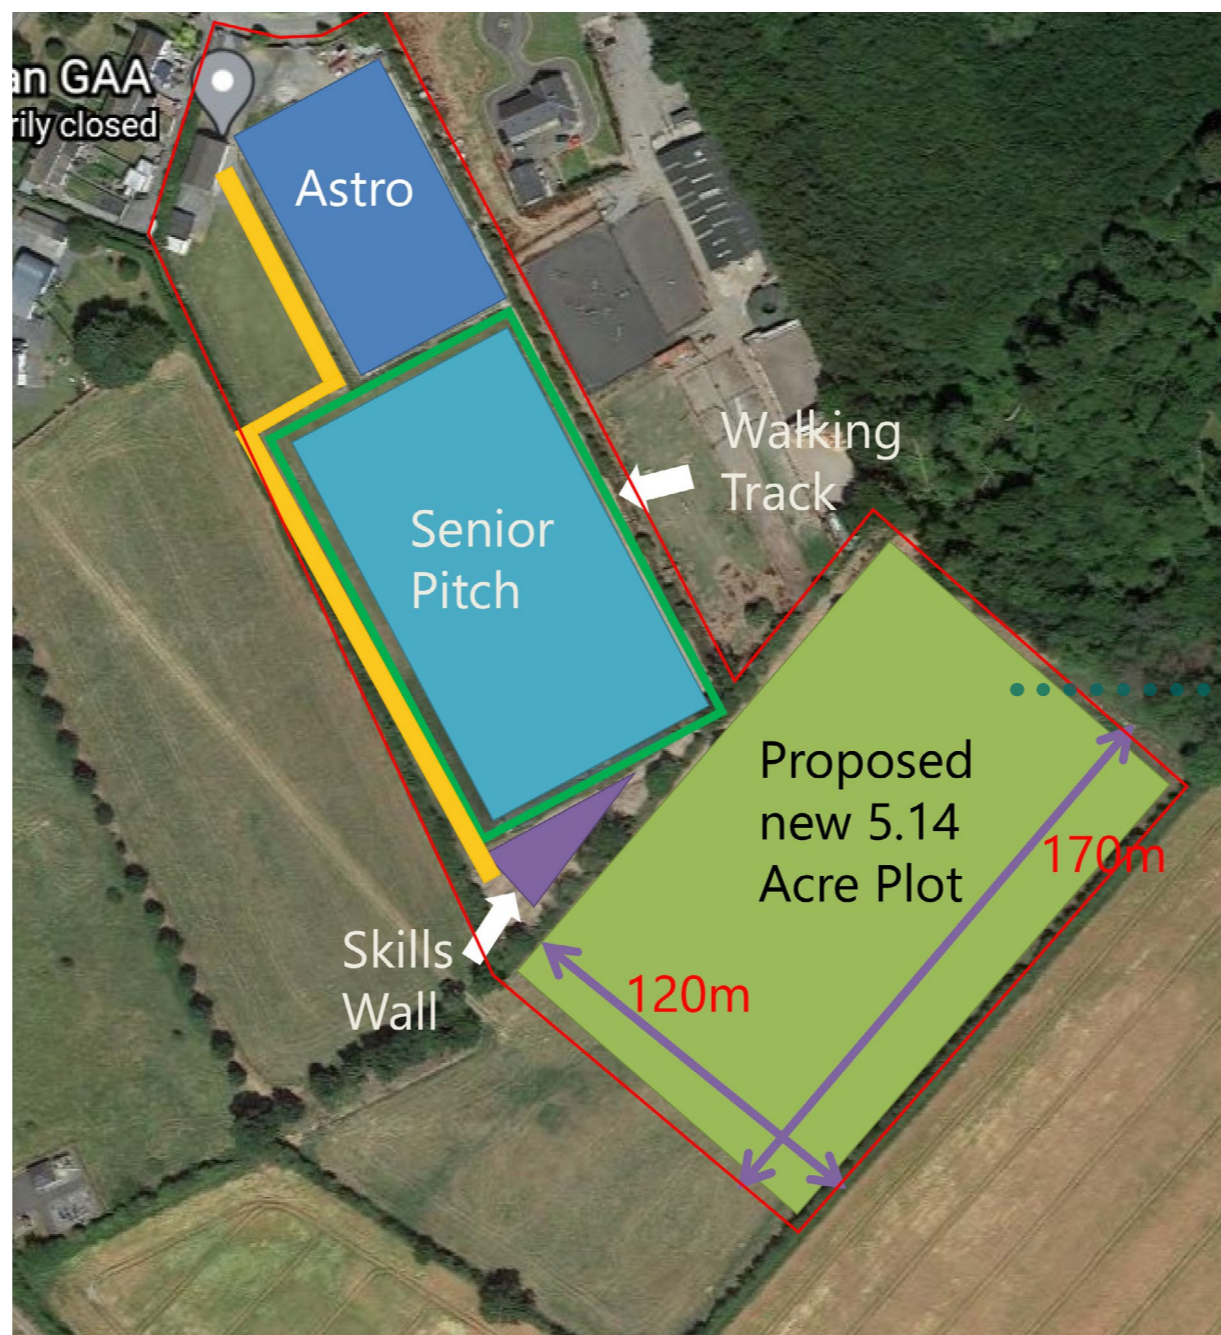 an GAA
rily closed
Astro
Walking
Track
Senior
Pitch
Proposed
new 5.14
Acre Plot
170m
120m
Skills
Wall